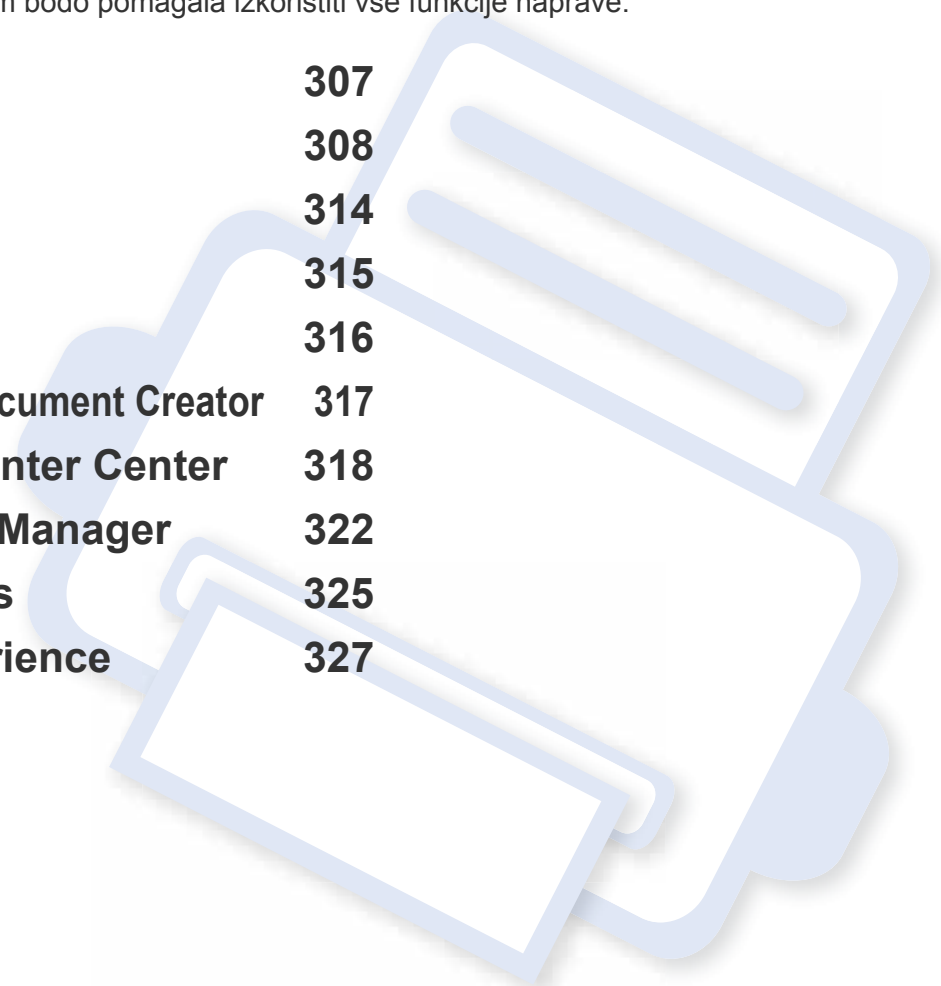 bodo pomagala izkoristiti vse funkcije naprave.
307
308
314
315
316
cument Creator 317
nter Center 318
Manager 322
s 325
rience 327